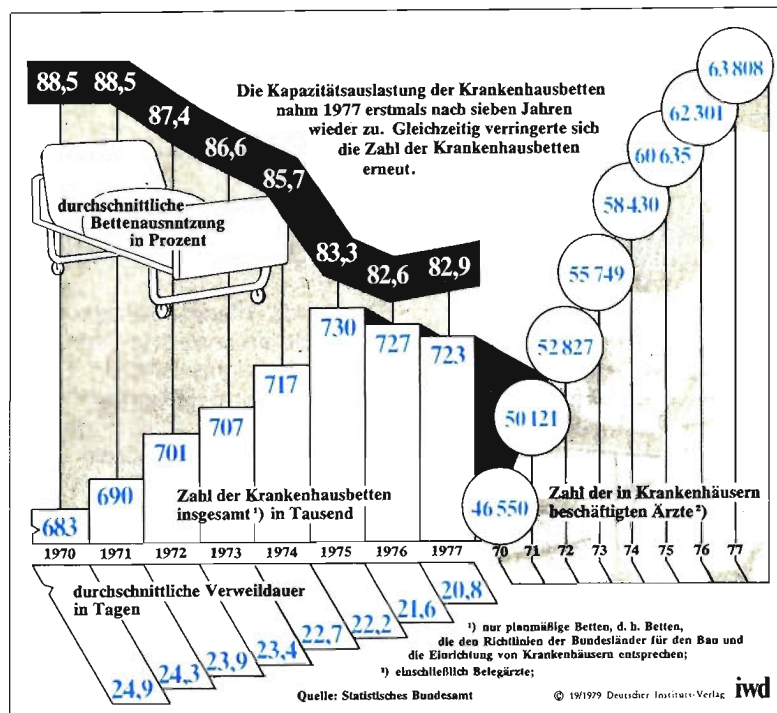 88,5
88,5
87,4
86,6
85,7
83,3
82,6
82,9
Die Kapazitätsauslastung der Krankenhausbetten
nahm 1977 erstmals nach sieben Jahren
wieder zu. Gleichzeitig verringerte sich
die Zahl der Krankenhausbetten
erneut.
durchschnittliche
Bettenausnntzung
in Prozent
63 808
62 301
60 635
58 430
55 749
52 827
50 121
46 550
683
690
701
707
717
730
727
723
Zahl der Krankenhausbetten
insgesamt¹) in Tausend
Zahl der in Krankenhäusern
beschäftigten Ärzte²)
1970 1971 1972 1973 1974 1975 1976 1977 70 71 72 73 74 75 76 77
durchschnittliche Verweildauer
in Tagen
24,9
24,3
23,9
23,4
22,7
22,2
21,6
20,8
¹) nur planmäßige Betten, d. h. Betten,
die den Richtlinien der Bundesländer für den Bau und
die Einrichtung von Krankenhäusern entsprechen;
²) einschließlich Belegärzte;
Quelle: Statistisches Bundesamt
© 19/1979 Deutscher Instituts-Verlag iwd